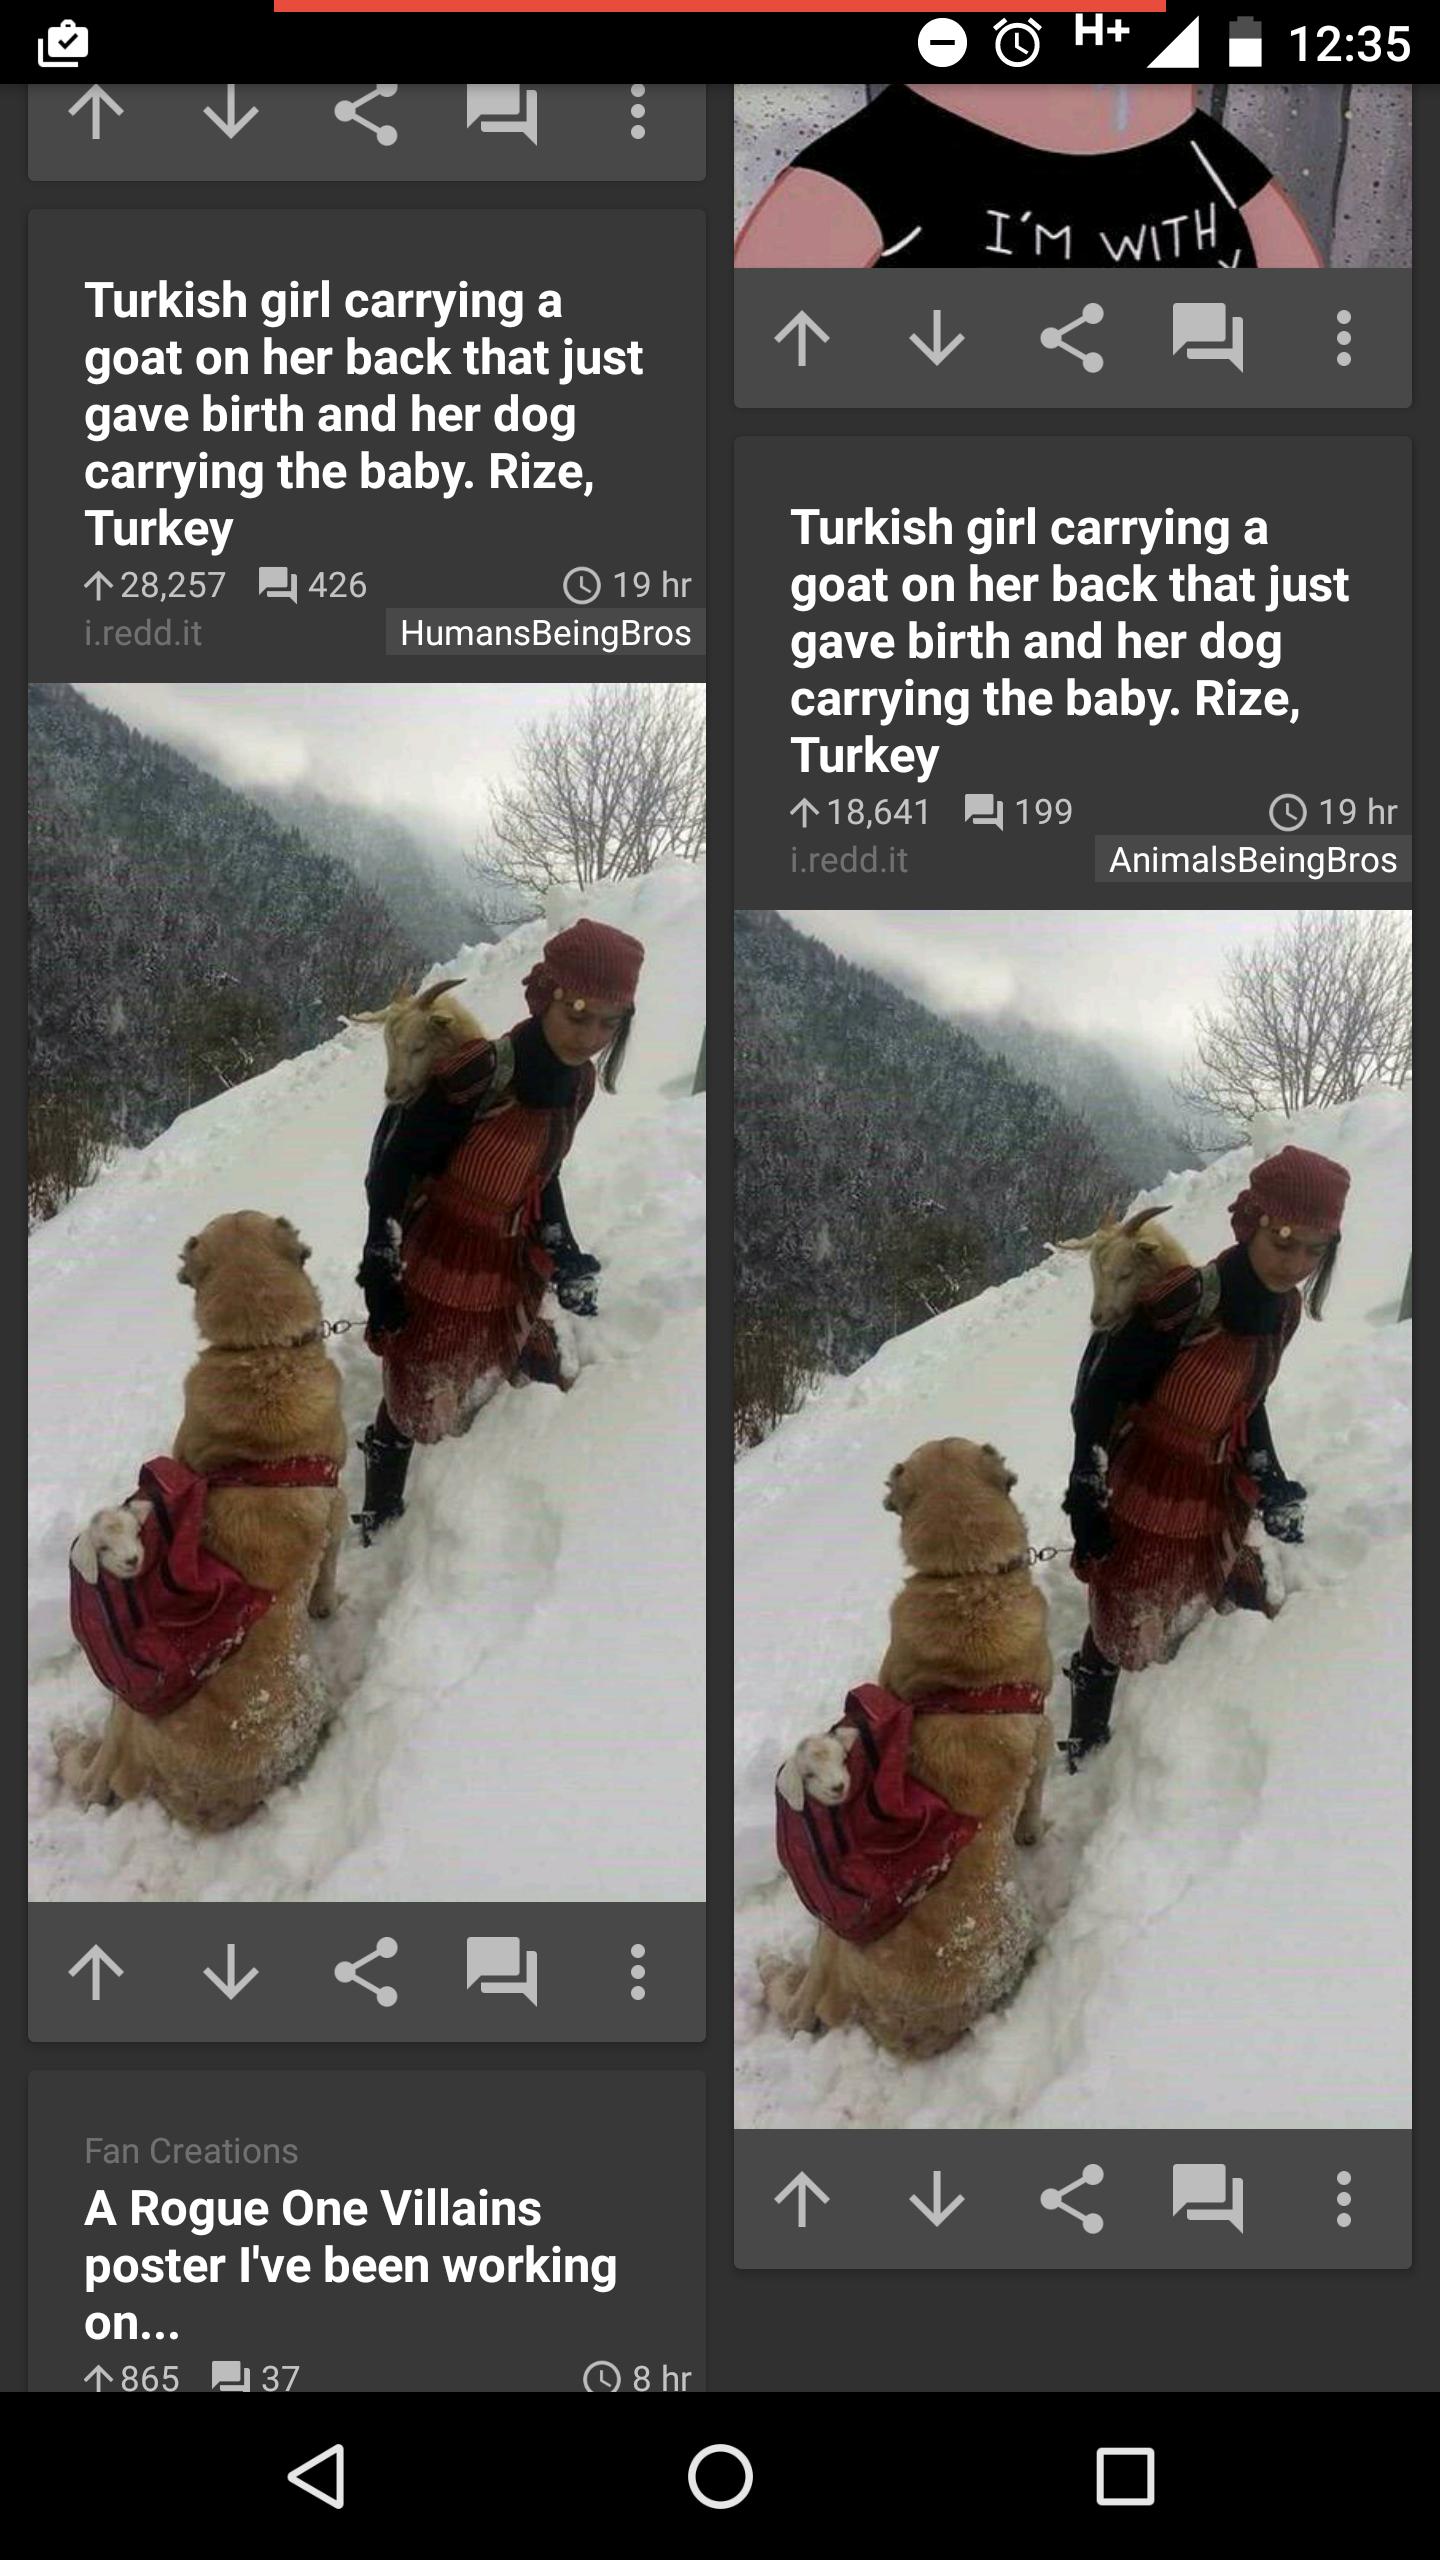 H+ 12:35
Turkish girl carrying a
goat on her back that just
gave birth and her dog
carrying the baby. Rize,
Turkey
28,257 426 19 hr
i.redd.it HumansBeingBros
Fan Creations
A Rogue One Villains
poster I've been working
on...
865 37 8 hr
I'M WITH
Turkish girl carrying a
goat on her back that just
gave birth and her dog
carrying the baby. Rize,
Turkey
18,641 199 19 hr
i.redd.it AnimalsBeingBros